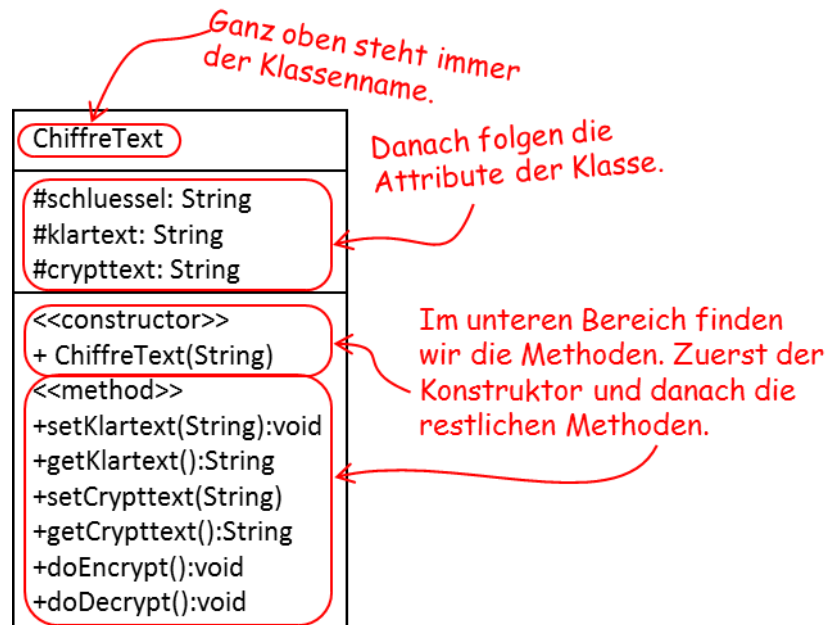 Ganz oben steht immer
der Klassenname.
ChiffreText
Danach folgen die
Attribute der Klasse.
#schluessel: String
#klartext: String
#crypttext: String
<<constructor>>
+ ChiffreText(String)
Im unteren Bereich finden
wir die Methoden. Zuerst der
Konstruktor und danach die
restlichen Methoden.
<<method>>
+setKlartext(String):void
+getKlartext():String
+setCrypttext(String)
+getCrypttext():String
+doEncrypt():void
+doDecrypt():void